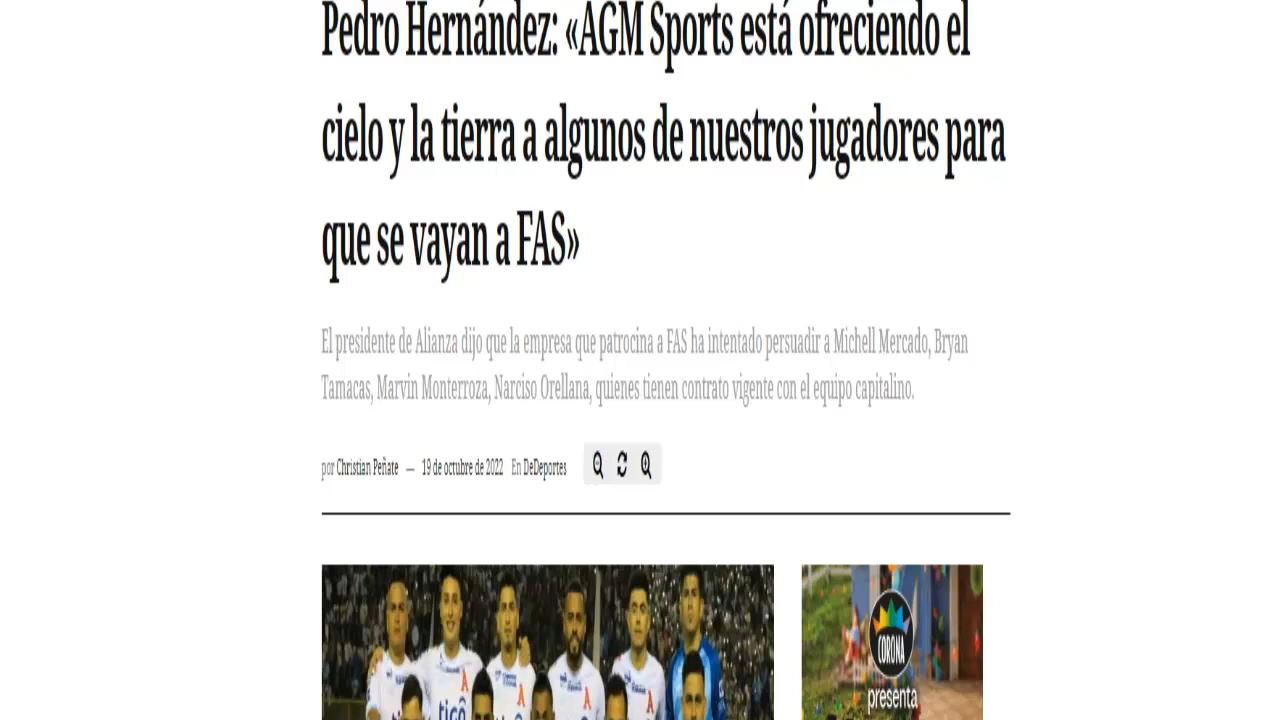 Pedro Hernández: «AGM Sports está ofreciendo el
cielo y la tierra a algunos de nuestros jugadores para
que se vayan a FAS»
El presidente de Alianza dijo que la empresa que patrocina a FAS ha intentado persuadir a Michell Mercado, Bryan
Tamacas, Marvin Monterroza, Narciso Orellana, quienes tienen contrato vigente con el equipo capitalino.
por Christian Peñate — 19 de octubre de 2022 En DeDeportes
CORONA
presenta
tigo
tigo